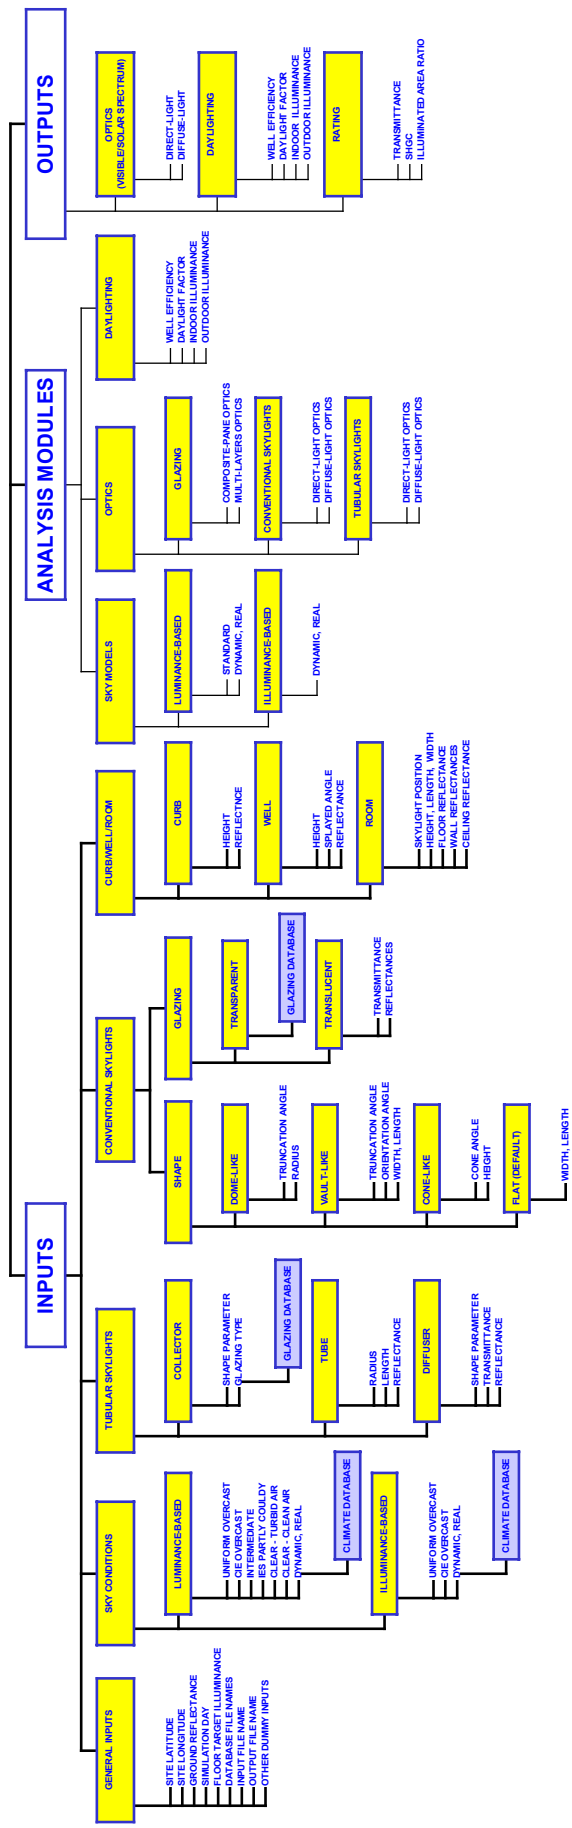 INPUTS
GENERAL INPUTS
SITE LATITUDE
SITE LONGITUDE
GROUND REFLECTANCE
SIMULATION DAY
FLOOR TARGET ILLUMINANCE
DATABASE FILE NAMES
INPUT FILE NAME
OUTPUT FILE NAME
OTHER DUMMY INPUTS
SKY CONDITIONS
LUMINANCE-BASED
UNIFORM OVERCAST
CIE OVERCAST
INTERMEDIATE
IES PARTLY COULDY
CLEAR - TURBID AIR
CLEAR - CLEAN AIR
DYNAMIC, REAL
CLIMATE DATABASE
ILLUMINANCE-BASED
UNIFORM OVERCAST
CIE OVERCAST
DYNAMIC, REAL
CLIMATE DATABASE
TUBULAR SKYLIGHTS
COLLECTOR
SHAPE PARAMETER
GLAZING TYPE
GLAZING DATABASE
TUBE
RADIUS
LENGTH
REFLECTANCE
DIFFUSER
SHAPE PARAMETER
TRANSMITTANCE
REFLECTANCE
CONVENTIONAL SKYLIGHTS
SHAPE
DOME-LIKE
TRUNCATION ANGLE
RADIUS
VAULT-LIKE
TRUNCATION ANGLE
ORIENTATION ANGLE
WIDTH, LENGTH
CONE-LIKE
CONE ANGLE
HEIGHT
FLAT (DEFAULT)
WIDTH, LENGTH
GLAZING
TRANSPARENT
GLAZING DATABASE
TRANSLUCENT
TRANSMITTANCE
REFLECTANCES
CURB/WELL/ROOM
CURB
HEIGHT
REFLECTNCE
WELL
HEIGHT
SPLAYED ANGLE
REFLECTANCE
ROOM
SKYLIGHT POSITION
HEIGHT, LENGTH, WIDTH
FLOOR REFLECTANCE
WALL REFLECTANCES
CEILING REFLECTANCE
ANALYSIS MODULES
SKY MODELS
LUMINANCE-BASED
STANDARD
DYNAMIC, REAL
ILLUMINANCE-BASED
DYNAMIC, REAL
OPTICS
GLAZING
COMPOSITE-PANE OPTICS
MULTI-LAYERS OPTICS
CONVENTIONAL SKYLIGHTS
DIRECT-LIGHT OPTICS
DIFFUSE-LIGHT OPTICS
TUBULAR SKYLIGHTS
DIRECT-LIGHT OPTICS
DIFFUSE-LIGHT OPTICS
DAYLIGHTING
WELL EFFICIENCY
DAYLIGHT FACTOR
INDOOR ILLUMINANCE
OUTDOOR ILLUMINANCE
OUTPUTS
OPTICS
(VISIBLE/SOLAR SPECTRUM)
DIRECT-LIGHT
DIFFUSE-LIGHT
DAYLIGHTING
WELL EFFICIENCY
DAYLIGHT FACTOR
INDOOR ILLUMINANCE
OUTDOOR ILLUMINANCE
RATING
TRANSMITTANCE
SHGC
ILLUMINATED AREA RATIO